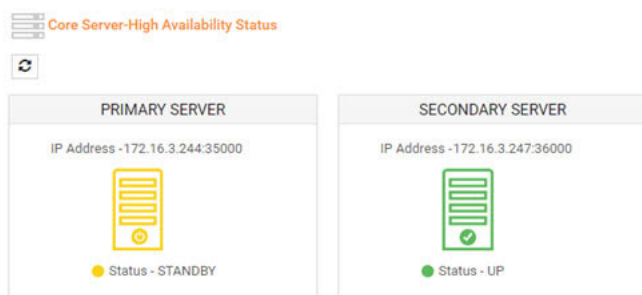 Core Server-High Availability Status
PRIMARY SERVER
IP Address -172.16.3.244:35000
Status - STANDBY
SECONDARY SERVER
IP Address -172.16.3.247:36000
Status - UP